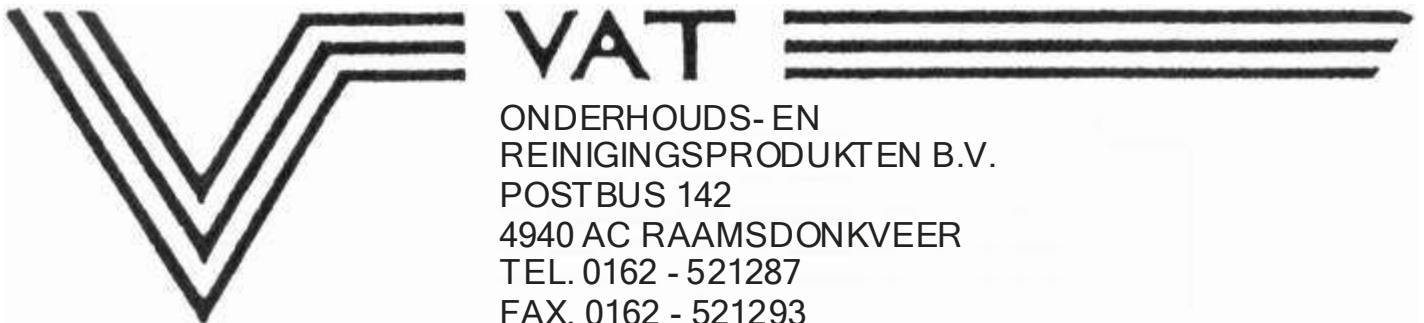 VAT
ONDERHOUDS- EN
REINIGINGSPRODUKTEN B.V.
POSTBUS 142
4940 AC RAAMSDONKVEER
TEL. 0162 - 521287
FAX. 0162 - 521293